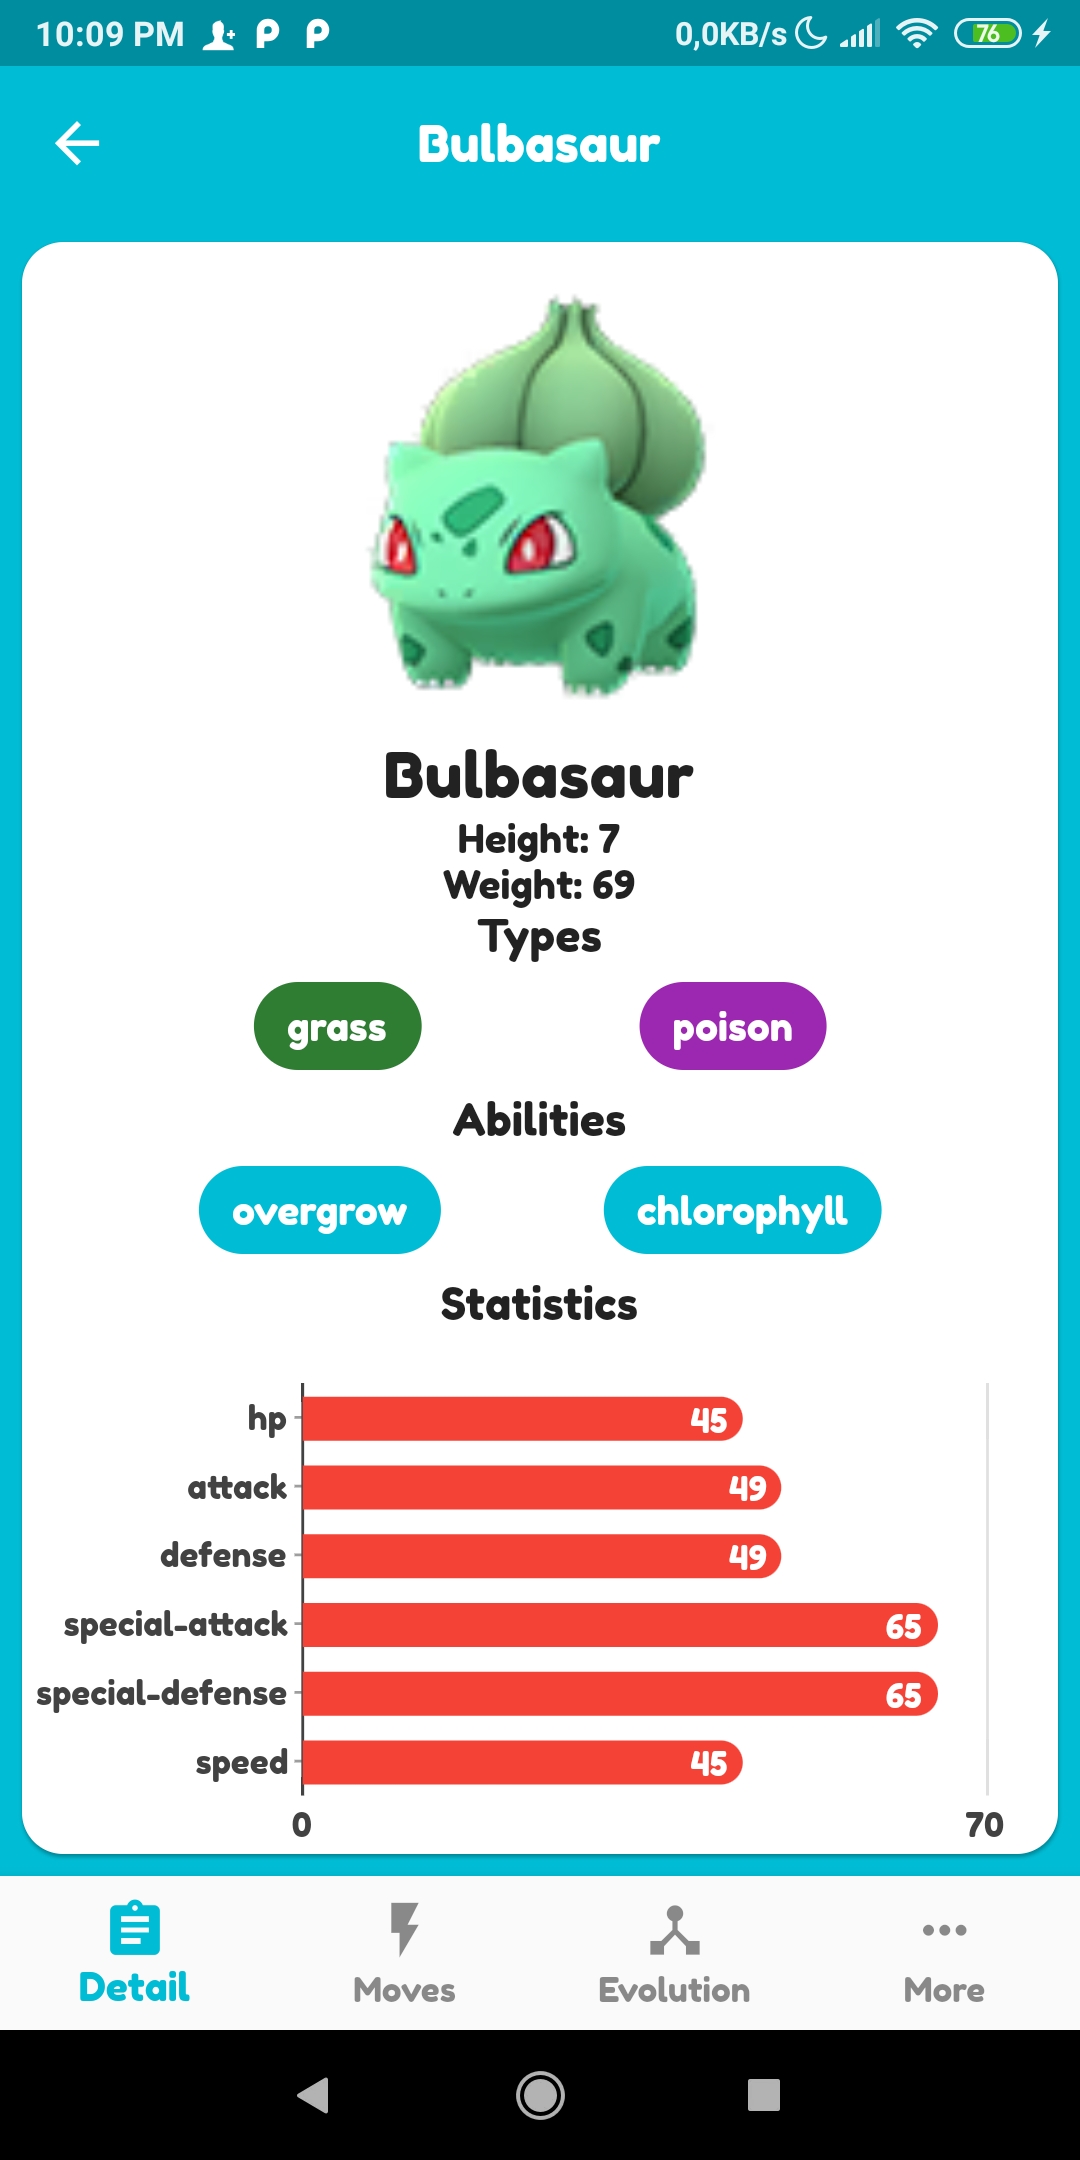 10:09 PM 0,0KB/s 76
Bulbasaur
Bulbasaur
Height: 7
Weight: 69
Types
grass poison
Abilities
overgrow chlorophyll
Statistics
hp 45
attack 49
defense 49
special-attack 65
special-defense 65
speed 45
0 70
Detail Moves Evolution More